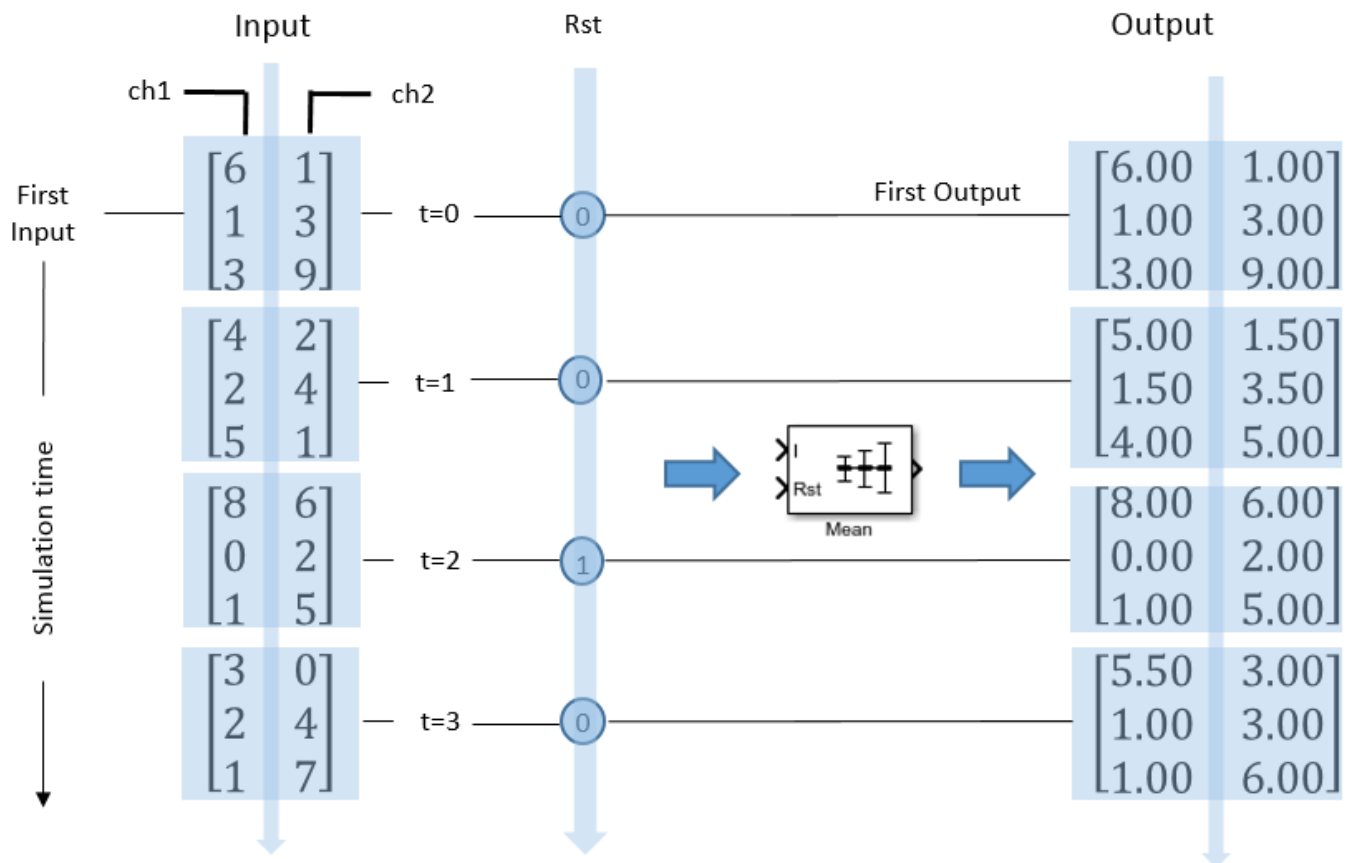 Input Rst Output
ch1 ch2
First Input
[6 1
1 3
3 9]
t=0
0
First Output
[6.00 1.00
1.00 3.00
3.00 9.00]
[4 2
2 4
5 1]
t=1
0
[5.00 1.50
1.50 3.50
4.00 5.00]
Simulation time
I
Rst
Mean
[8 6
0 2
1 5]
t=2
1
[8.00 6.00
0.00 2.00
1.00 5.00]
[3 0
2 4
1 7]
t=3
0
[5.50 3.00
1.00 3.00
1.00 6.00]